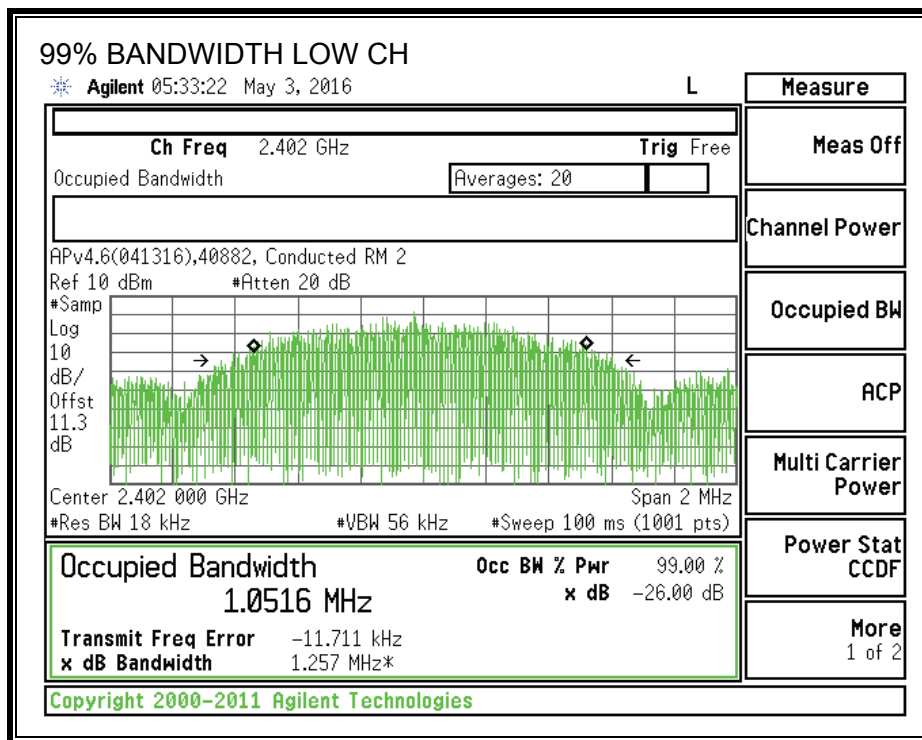 99% BANDWIDTH LOW CH
Agilent 05:33:22 May 3, 2016 L
Measure
Ch Freq 2.402 GHz Trig Free
Meas Off
Occupied Bandwidth Averages: 20
Channel Power
APv4.6(041316),40882, Conducted RM 2
Ref 10 dBm #Atten 20 dB
#Samp
Log
10
dB/
Offst
11.3
dB
Occupied BW
ACP
Multi Carrier
Power
Center 2.402 000 GHz Span 2 MHz
#Res BW 18 kHz #VBW 56 kHz #Sweep 100 ms (1001 pts)
Power Stat
CCDF
Occupied Bandwidth Occ BW % Pwr 99.00 %
1.0516 MHz x dB -26.00 dB
Transmit Freq Error -11.711 kHz
x dB Bandwidth 1.257 MHz*
More
1 of 2
Copyright 2000-2011 Agilent Technologies